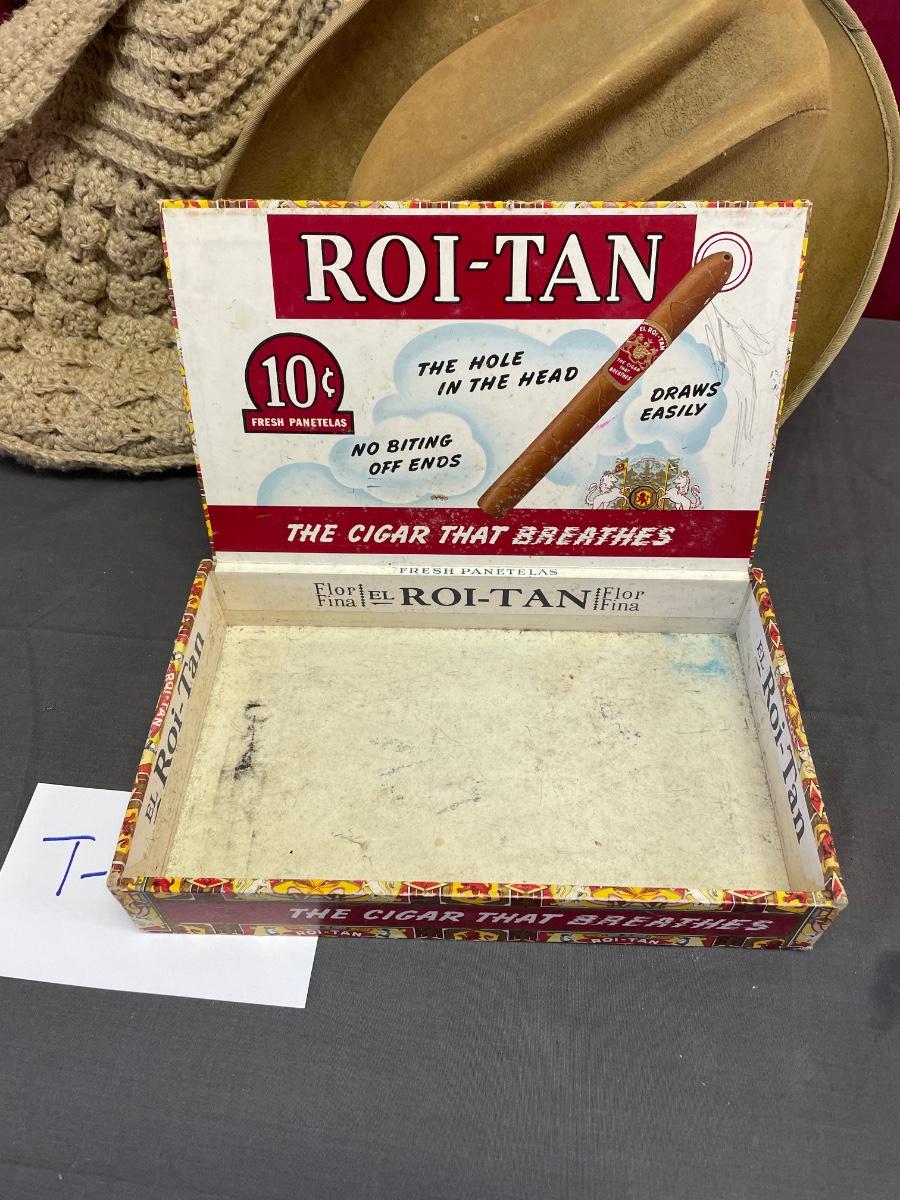 ROI-TAN
10¢
FRESH PANETELAS
THE HOLE
IN THE HEAD
EL ROI-TAN
THE CIGAR
THAT
BREATHES
DRAWS
EASILY
NO BITING
OFF ENDS
THE CIGAR THAT BREATHES
FRESH PANETELAS
Flor Fina EL ROI-TAN Flor Fina
EL Roi-Tan
ROI-TAN
EL Roi-Tan
T-
THE CIGAR THAT BREATHES
ROI-TAN
ROI-TAN